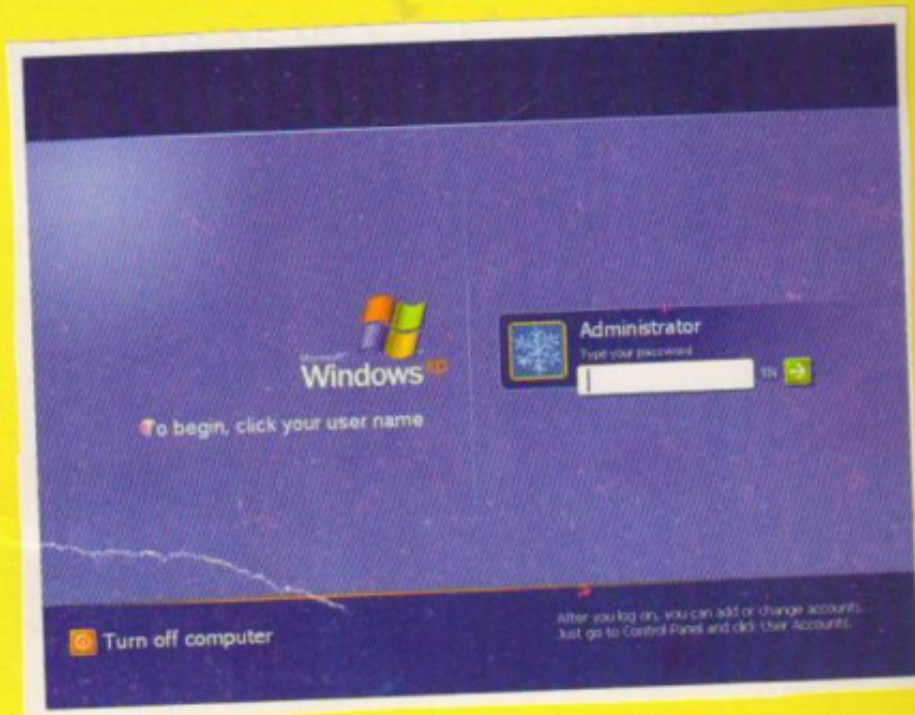 Microsoft
Windows xp
To begin, click your user name
Administrator
Type your password
EN
Turn off computer
After you log on, you can add or change accounts.
Just go to Control Panel and click User Accounts.